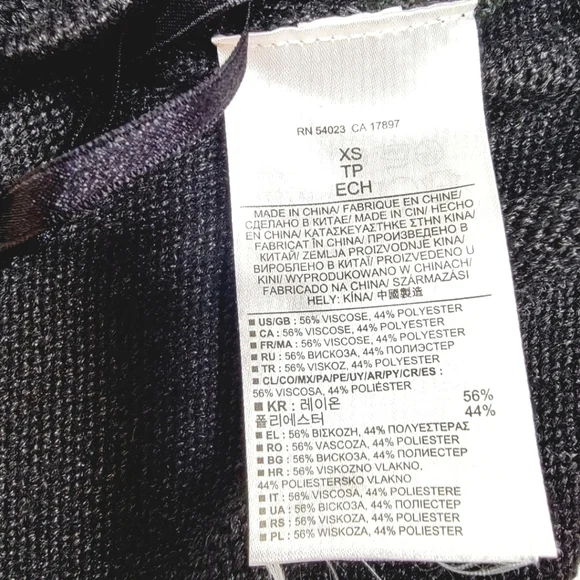 RN 54023 CA 17897
XS
TP
ECH
MADE IN CHINA/ FABRIQUE EN CHINE/
СДЕЛАНО В КИТАЕ/ MADE IN CIN/ HECHO
EN CHINA/ ΚΑΤΑΣΚΕΥΑΣΤΗΚΕ ΣΤΗΝ ΚΙΝΑ/
FABRICAT ÎN CHINA/ ПРОИЗВЕДЕНО В
КИТАЙ/ ZEMLJA PROIZVODNJE KINA/
ВИРОБЛЕНО В КИТАЇ/ PROIZVEDENO U
KINI/ WYPRODUKOWANO W CHINACH/
FABRICADO NA CHINA/ SZÁRMAZÁSI
HELY: KÍNA/ 中國製造
■ US/GB : 56% VISCOSE, 44% POLYESTER
■ CA : 56% VISCOSE, 44% POLYESTER
■ FR/MA : 56% VISCOSE, 44% POLYESTER
■ RU : 56% ВИСКОЗА, 44% ПОЛИЭСТЕР
■ TR : 56% VISKOZ, 44% POLYESTER
■ CL/CO/MX/PA/PE/UY/AR/PY/CR/ES :
56% VISCOSA, 44% POLIÉSTER
■ KR : 레이온 56%
폴리에스터 44%
■ EL : 56% ΒΙΣΚΟΖΗ, 44% ΠΟΛΥΕΣΤΕΡΑΣ
■ RO : 56% VASCOZA, 44% POLIESTER
■ BG : 56% ВИСКОЗА, 44% ПОЛИЕСТЕР
■ HR : 56% VISKOZNO VLAKNO,
44% POLIESTERSKO VLAKNO
■ IT : 56% VISCOSA, 44% POLIESTERE
■ UA : 56% ВІСКОЗА, 44% ПОЛІЕСТЕР
■ RS : 56% VISKOZA, 44% POLIESTER
■ PL : 56% WISKOZA, 44% POLIESTER